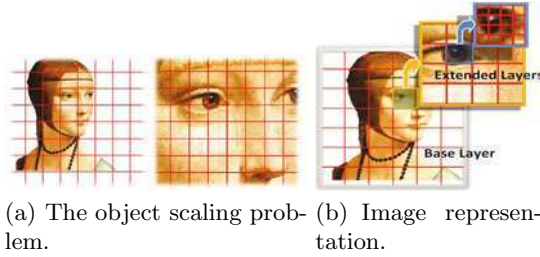 Extended Layers
Base Layer
(a) The object scaling prob-
lem.
(b) Image represen-
tation.